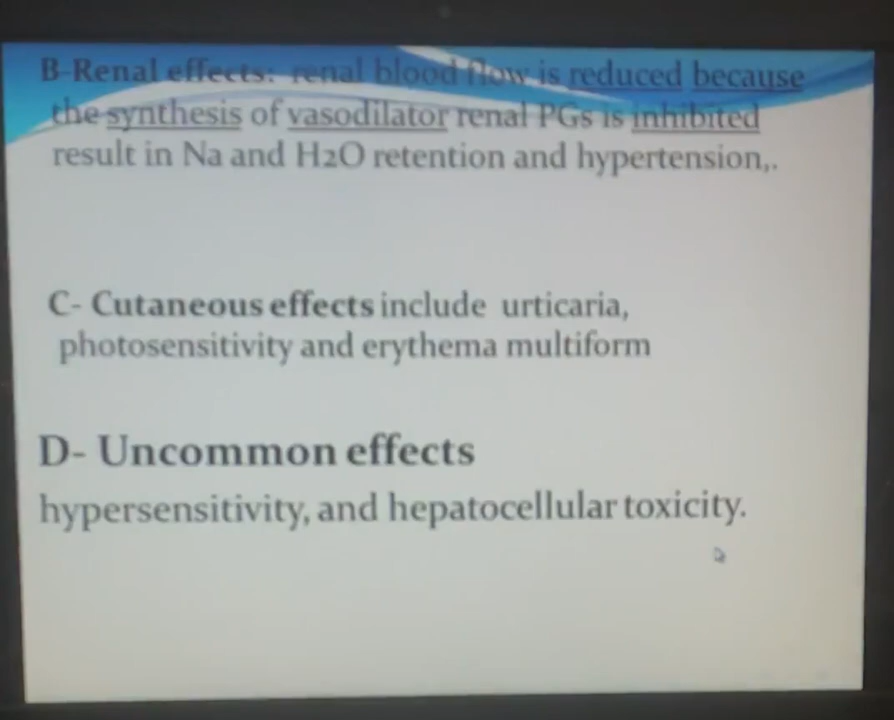 B-Renal effects: renal blood flow is reduced because
the synthesis of vasodilator renal PGs is inhibited
result in Na and H2O retention and hypertension,.
C- Cutaneous effects include urticaria,
photosensitivity and erythema multiform
D- Uncommon effects
hypersensitivity, and hepatocellular toxicity.